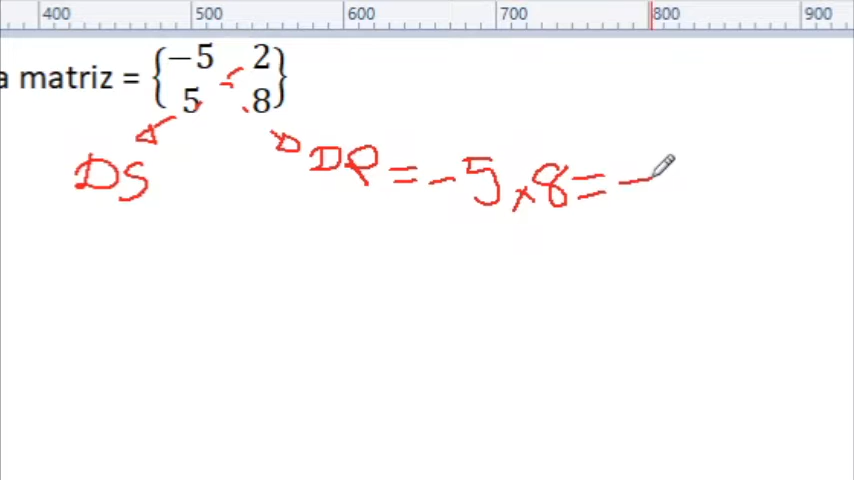 400 500 600 700 800 900
a matriz = {−5 2
5 8}
DS
DP = -5 x 8 = -